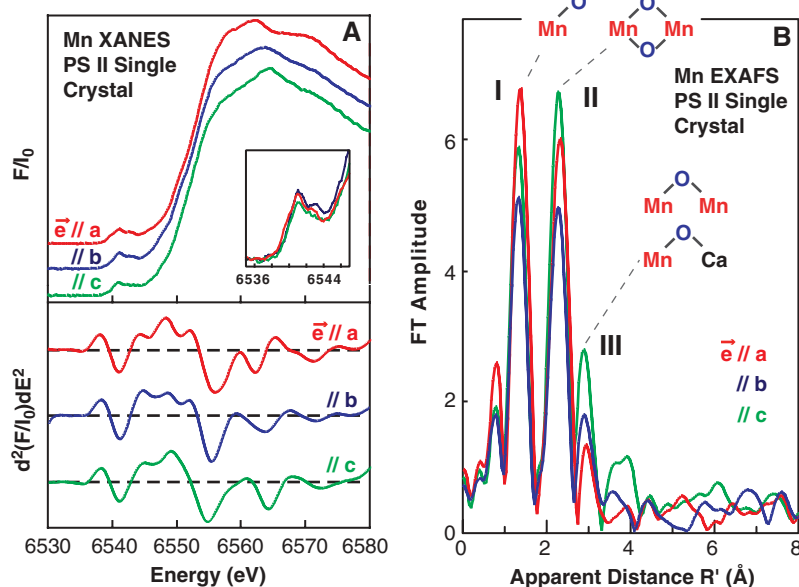 A
Mn XANES
PS II Single
Crystal
F/I0
e // a
// b
// c
6536 6544
d²(F/I0)dE²
e // a
// b
// c
6530 6540 6550 6560 6570 6580
Energy (eV)
B
Mn O
O
Mn Mn
O
I
II
III
Mn EXAFS
PS II Single
Crystal
O
Mn Mn
O
Mn Ca
e // a
// b
// c
FT Amplitude
6
4
2
0
0 2 4 6 8
Apparent Distance R' (Å)